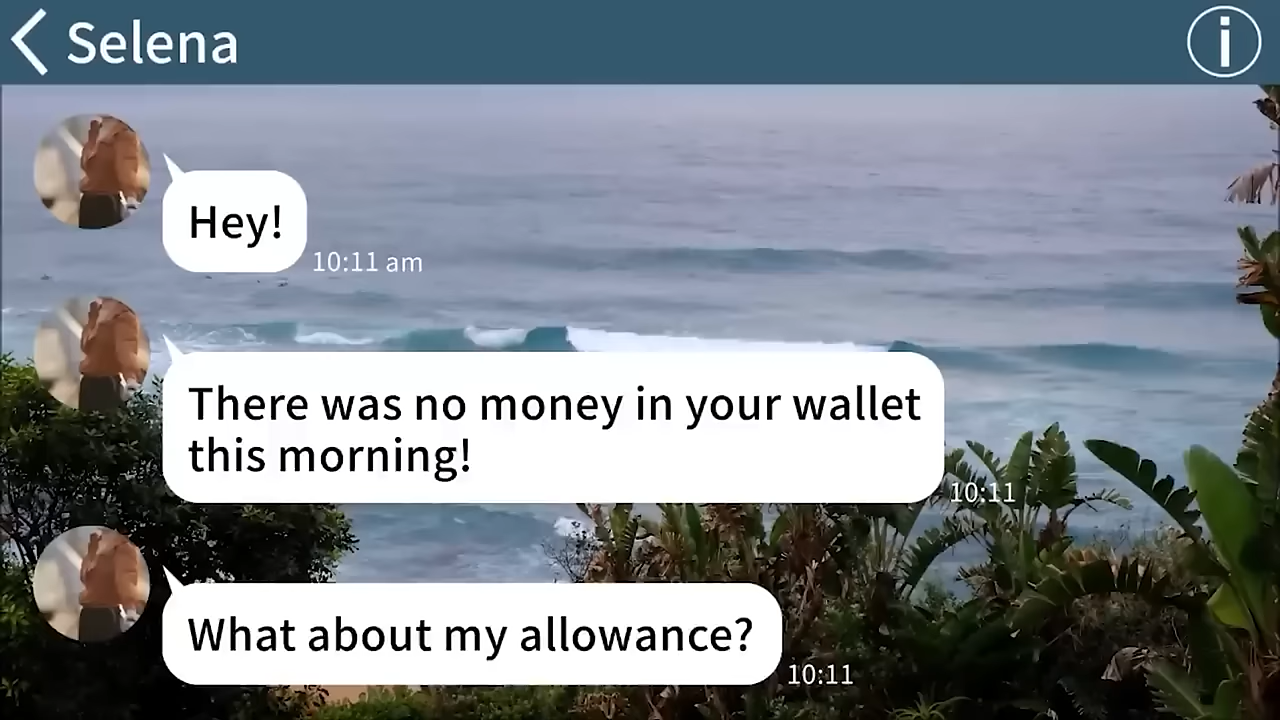 Selena
Hey!
10:11 am
There was no money in your wallet
this morning!
10:11
What about my allowance?
10:11